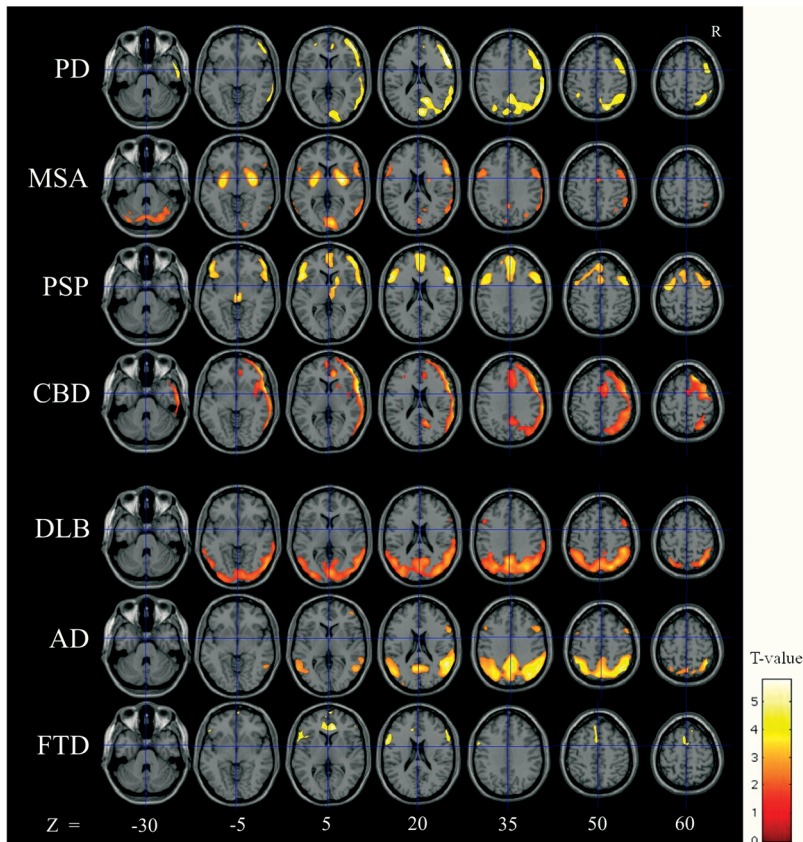 R
PD
MSA
PSP
CBD
DLB
AD
FTD
Z = -30 -5 5 20 35 50 60
T-value
5
4
3
2
1
0